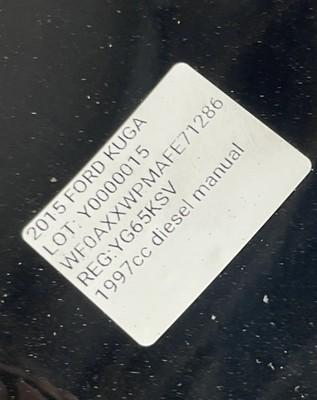 2015 FORD KUGA
LOT: Y0000015
WF0AXXWPMAFE71286
REG:YG65KSV
1997cc diesel manual